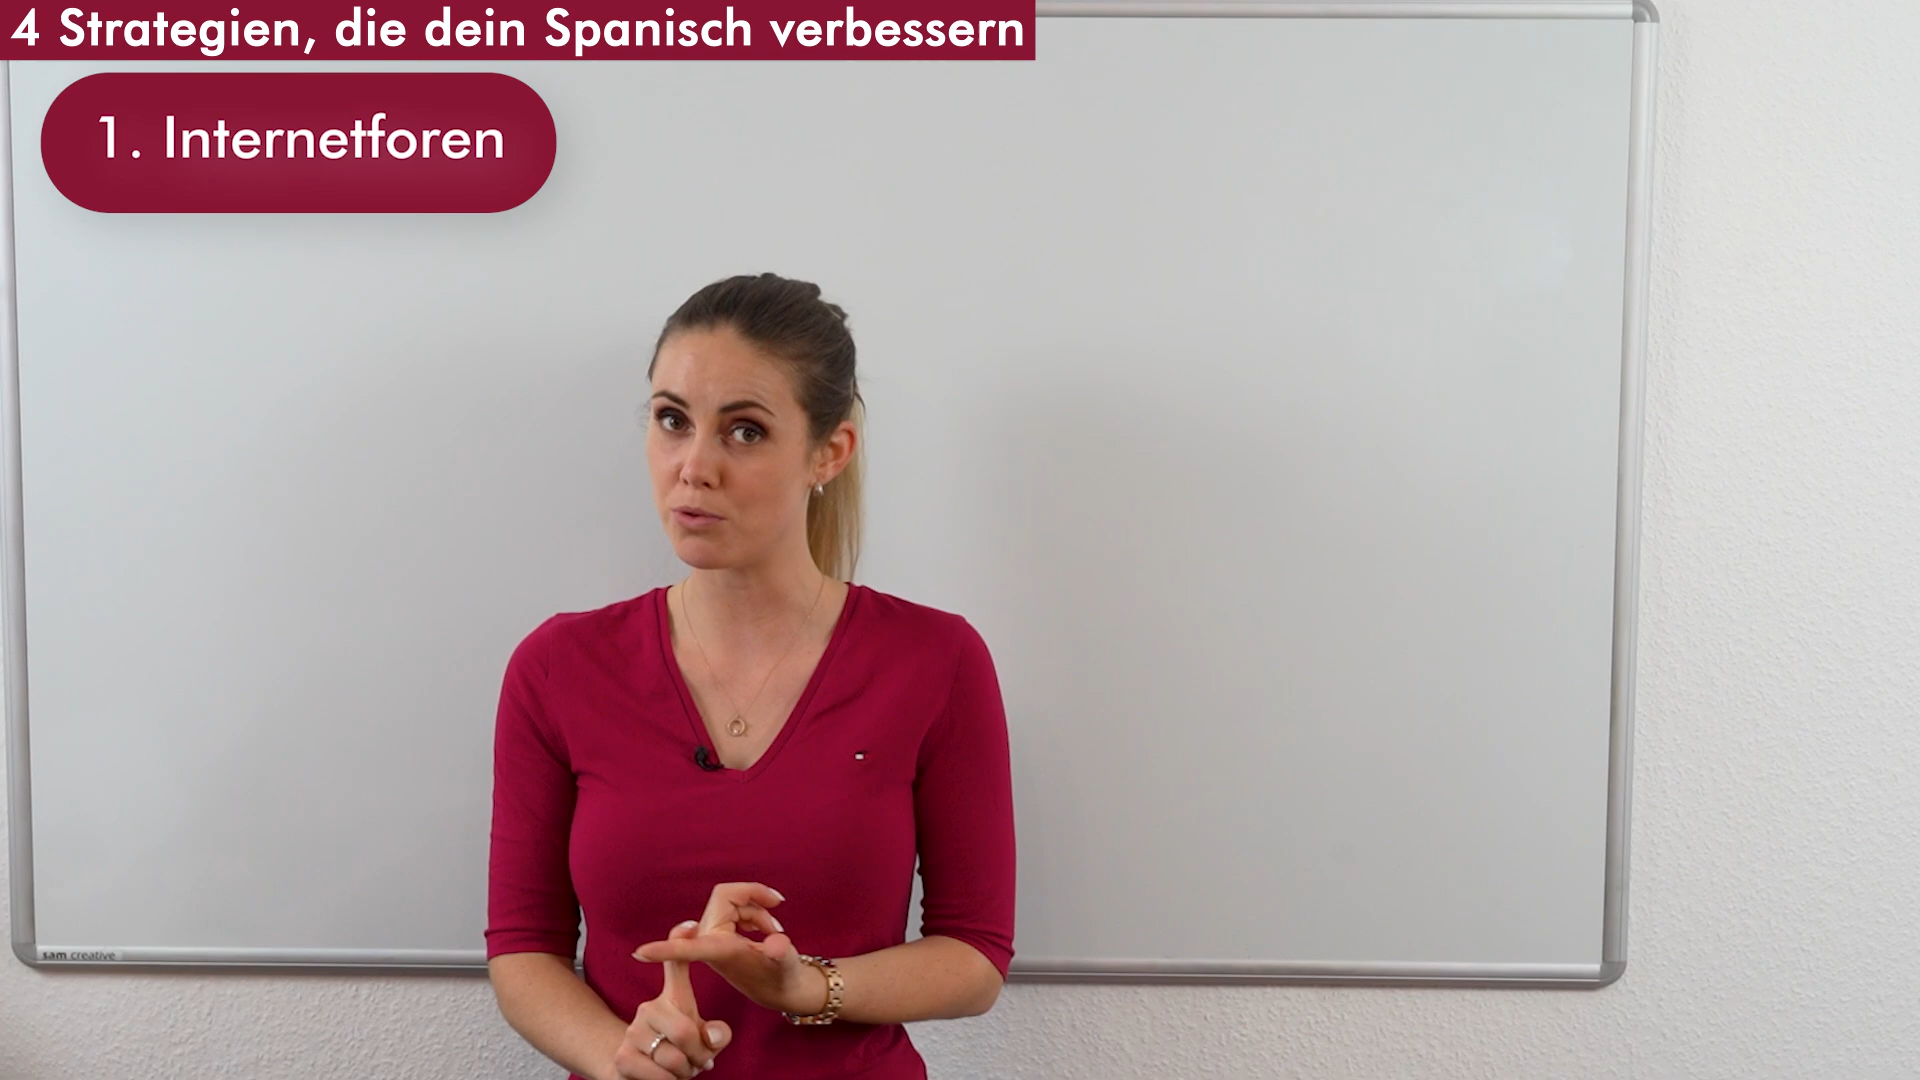 4 Strategien, die dein Spanisch verbessern
1. Internetforen
sam creative